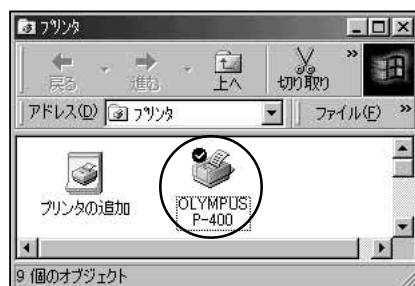 プリンタ
戻る 進む 上へ 切り取り »
アドレス(D) プリンタ ファイル(F) »
プリンタの追加
OLYMPUS
P-400
9 個のオブジェクト